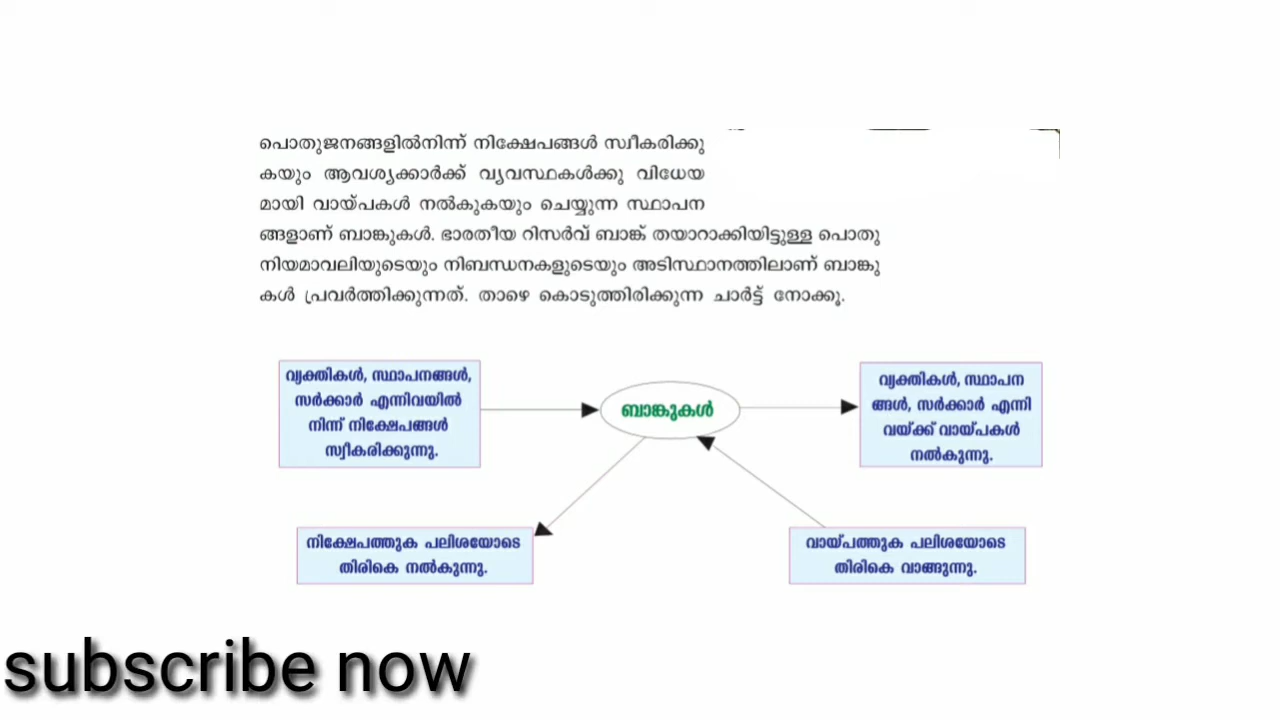 പൊതുജനങ്ങളിൽനിന്ന് നിക്ഷേപങ്ങൾ സ്വീകരിക്കു
കയും ആവശ്യക്കാർക്ക് വ്യവസ്ഥകൾക്കു വിധേയ
മായി വായ്പകൾ നൽകുകയും ചെയ്യുന്ന സ്ഥാപന
ങ്ങളാണ് ബാങ്കുകൾ. ഭാരതീയ റിസർവ് ബാങ്ക് തയാറാക്കിയിട്ടുള്ള പൊതു
നിയമാവലിയുടെയും നിബന്ധനകളുടെയും അടിസ്ഥാനത്തിലാണ് ബാങ്കു
കൾ പ്രവർത്തിക്കുന്നത്. താഴെ കൊടുത്തിരിക്കുന്ന ചാർട്ട് നോക്കൂ.
വ്യക്തികൾ, സ്ഥാപനങ്ങൾ,
സർക്കാർ എന്നിവയിൽ
നിന്ന് നിക്ഷേപങ്ങൾ
സ്വീകരിക്കുന്നു.
ബാങ്കുകൾ
വ്യക്തികൾ, സ്ഥാപന
ങ്ങൾ, സർക്കാർ എന്നി
വയ്ക്ക് വായ്പകൾ
നൽകുന്നു.
നിക്ഷേപത്തുക പലിശയോടെ
തിരികെ നൽകുന്നു.
വായ്പത്തുക പലിശയോടെ
തിരികെ വാങ്ങുന്നു.
subscribe now